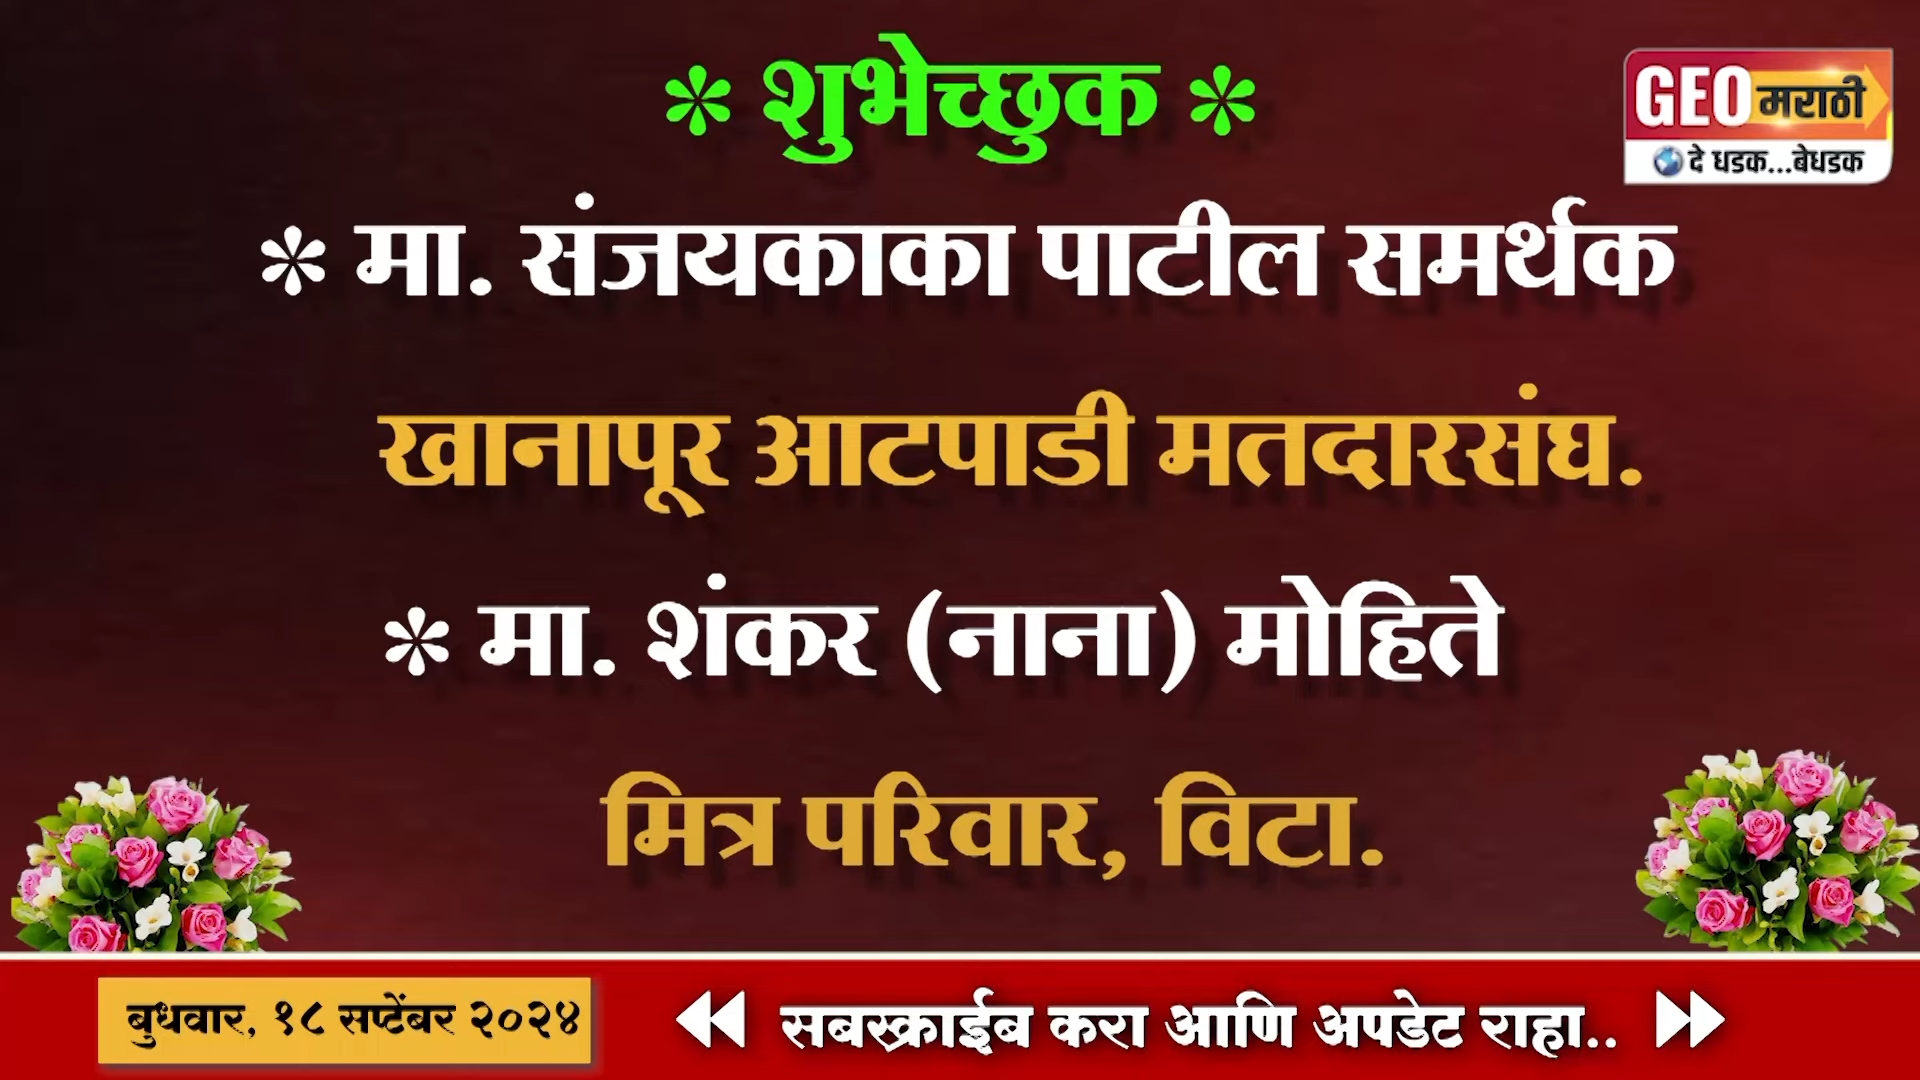 * शुभेच्छुक *
GEO मराठी
दे धडक...बेधडक
* मा. संजयकाका पाटील समर्थक
खानापूर आटपाडी मतदारसंघ.
* मा. शंकर (नाना) मोहिते
मित्र परिवार, विटा.
बुधवार, १८ सप्टेंबर २०२४
सबस्क्राईब करा आणि अपडेट राहा..